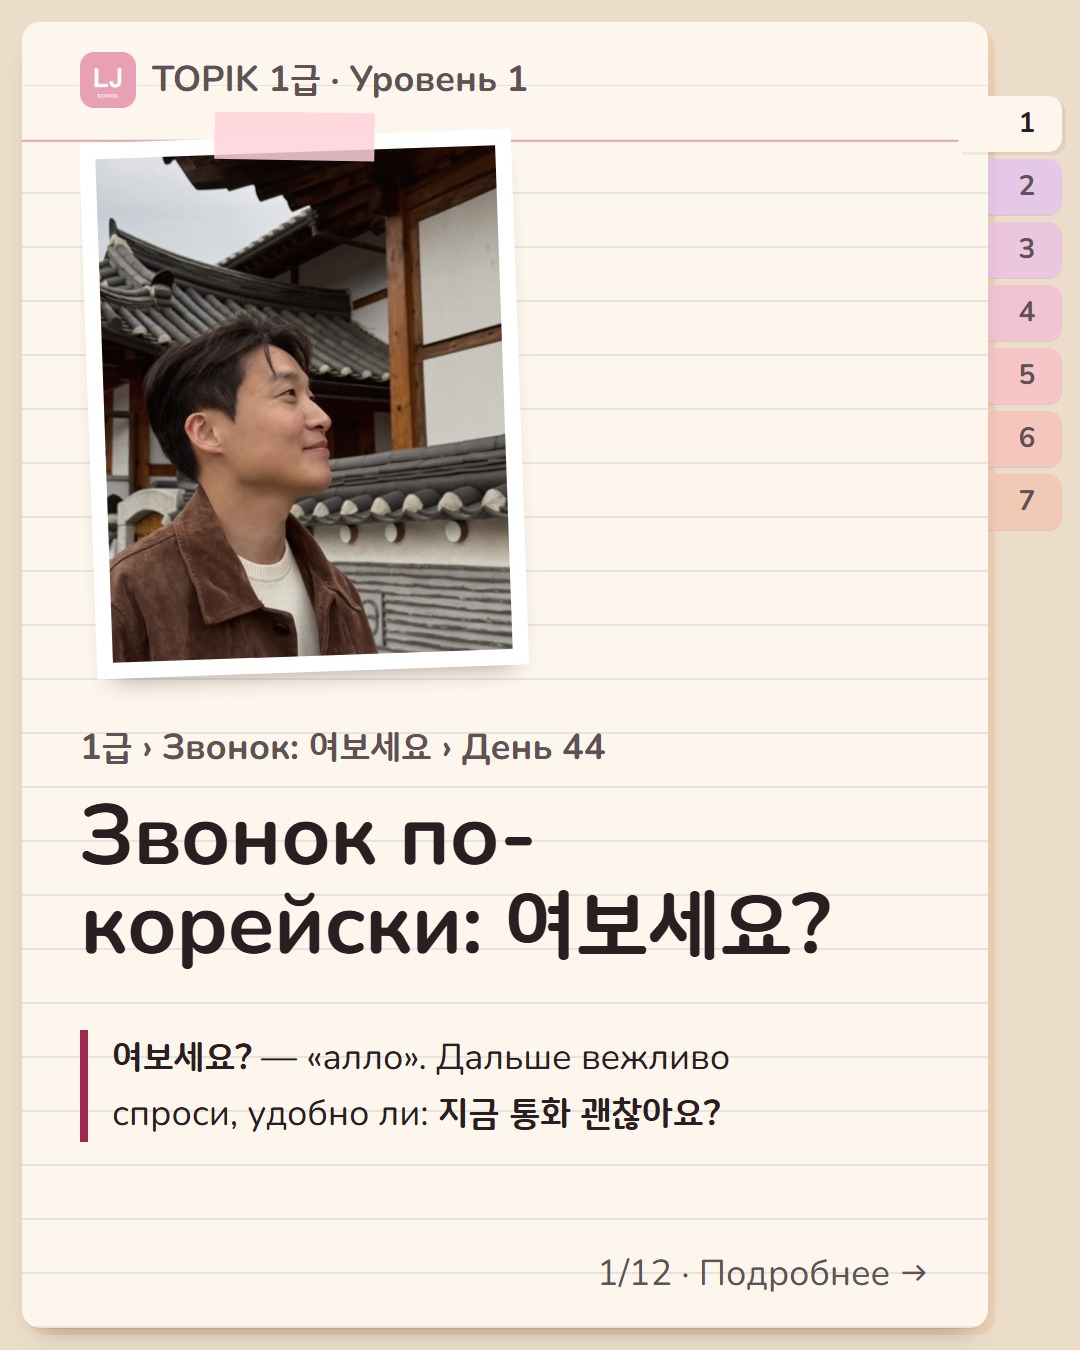 LJ
SCHOOL
TOPIK 1급 · Уровень 1
1
2
3
4
5
6
7
1급 › Звонок: 여보세요 › День 44
Звонок по-
корейски: 여보세요?
여보세요? — «алло». Дальше вежливо
спроси, удобно ли: 지금 통화 괜찮아요?
1/12 · Подробнее →